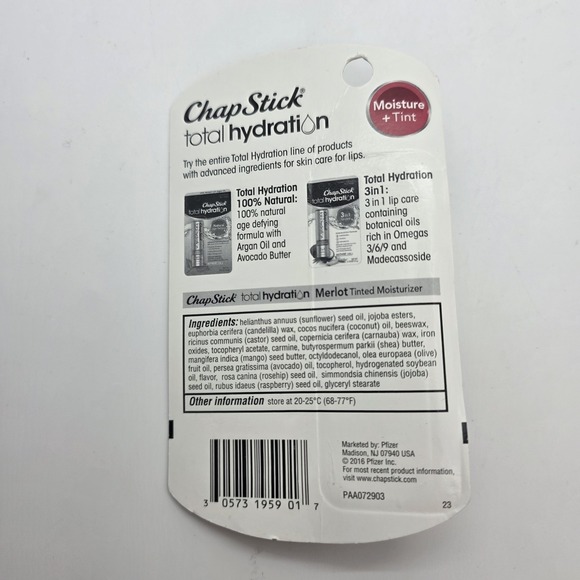 ChapStick®
total hydration
Moisture
+ Tint
Try the entire Total Hydration line of products
with advanced ingredients for skin care for lips.
Total Hydration
100% Natural:
100% natural
age defying
formula with
Argan Oil and
Avocado Butter
Total Hydration
3in1:
3 in 1 lip care
containing
botanical oils
rich in Omegas
3/6/9 and
Madecassoside
ChapStick
total hydration
ChapStick
total hydration
3in1
ChapStick total hydration Merlot Tinted Moisturizer
Ingredients: helianthus annuus (sunflower) seed oil, jojoba esters,
euphorbia cerifera (candelilla) wax, cocos nucifera (coconut) oil, beeswax,
ricinus communis (castor) seed oil, copernicia cerifera (carnauba) wax, iron
oxides, tocopheryl acetate, carmine, butyrospermum parkii (shea) butter,
mangifera indica (mango) seed butter, octyldodecanol, olea europaea (olive)
fruit oil, persea gratissima (avocado) oil, tocopherol, hydrogenated soybean
oil, flavor, rosa canina (rosehip) seed oil, simmondsia chinensis (jojoba)
seed oil, rubus idaeus (raspberry) seed oil, glyceryl stearate
Other information store at 20-25°C (68-77°F)
3 0573 1959 01 7
Marketed by: Pfizer
Madison, NJ 07940 USA
© 2016 Pfizer Inc.
For most recent product information,
visit www.chapstick.com
PAA072903
23